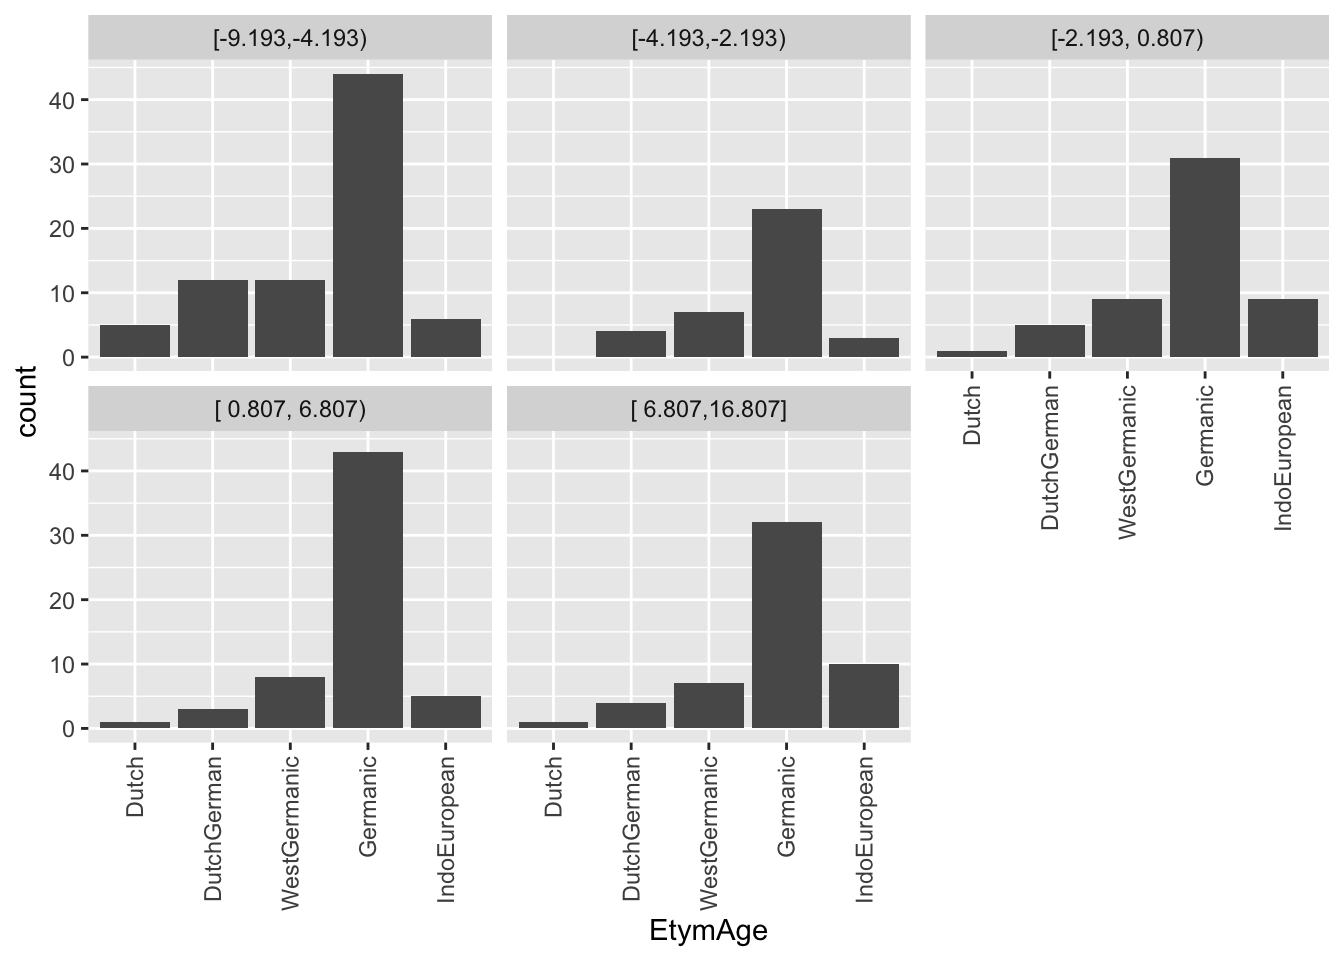 [-9.193,-4.193)
[-4.193,-2.193)
[-2.193, 0.807)
40
30
20
10
0
Dutch
DutchGerman
WestGermanic
Germanic
IndoEuropean
count
[ 0.807, 6.807)
[ 6.807,16.807]
40
30
20
10
0
Dutch
DutchGerman
WestGermanic
Germanic
IndoEuropean
Dutch
DutchGerman
WestGermanic
Germanic
IndoEuropean
EtymAge